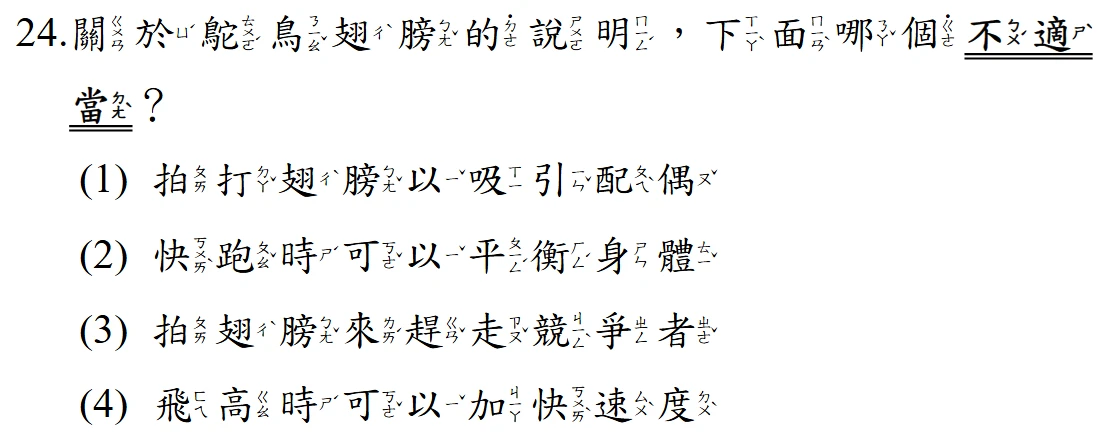 24.關於鴕鳥翅膀的說明，下面哪個不適
當？
(1) 拍打翅膀以吸引配偶
(2) 快跑時可以平衡身體
(3) 拍翅膀來趕走競爭者
(4) 飛高時可以加快速度